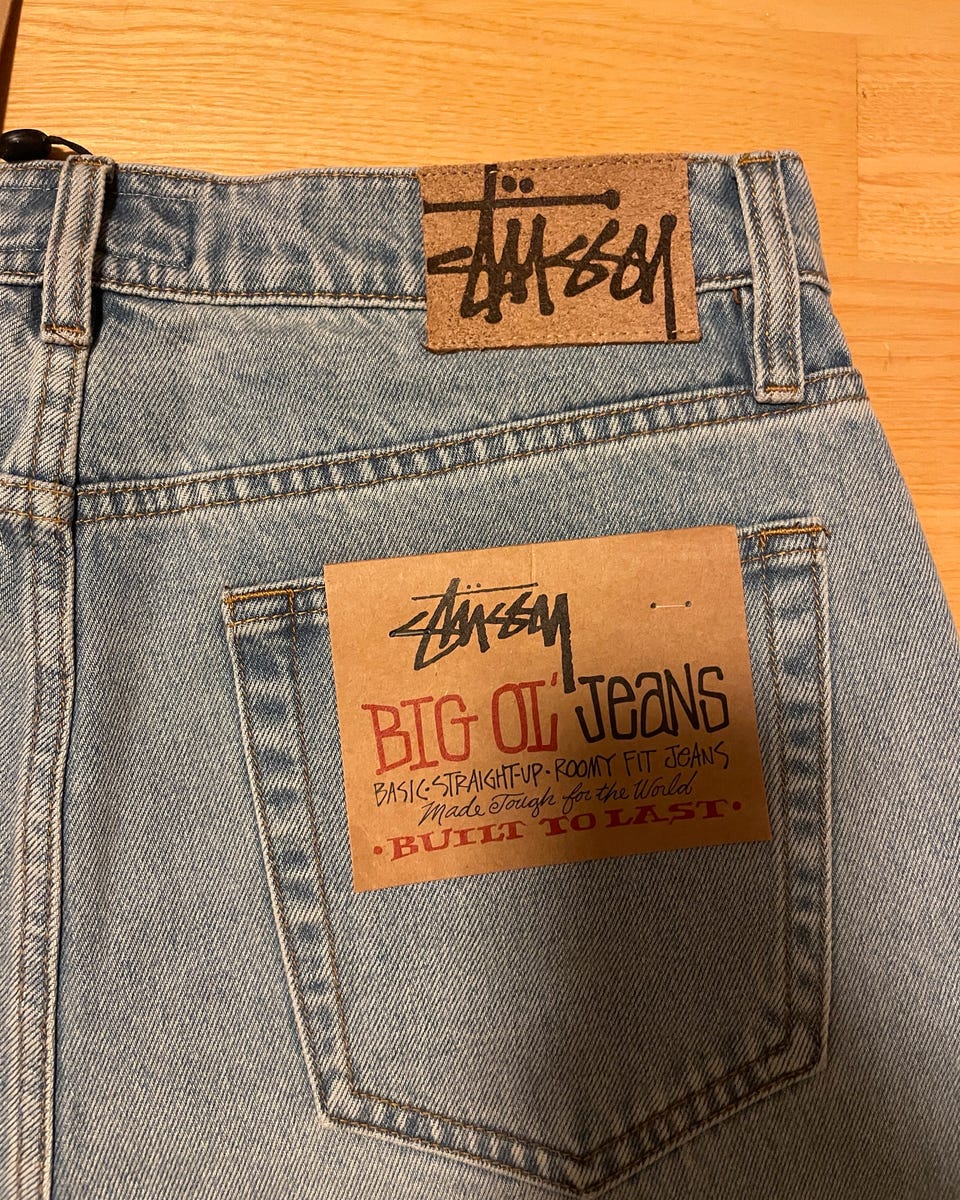 Stüssy
Stüssy
BIG OL' JeaNS
BASIC·STRAIGHT-UP·ROOMY FIT JEANS
Made Tough for the World
·BUILT TO LAST·